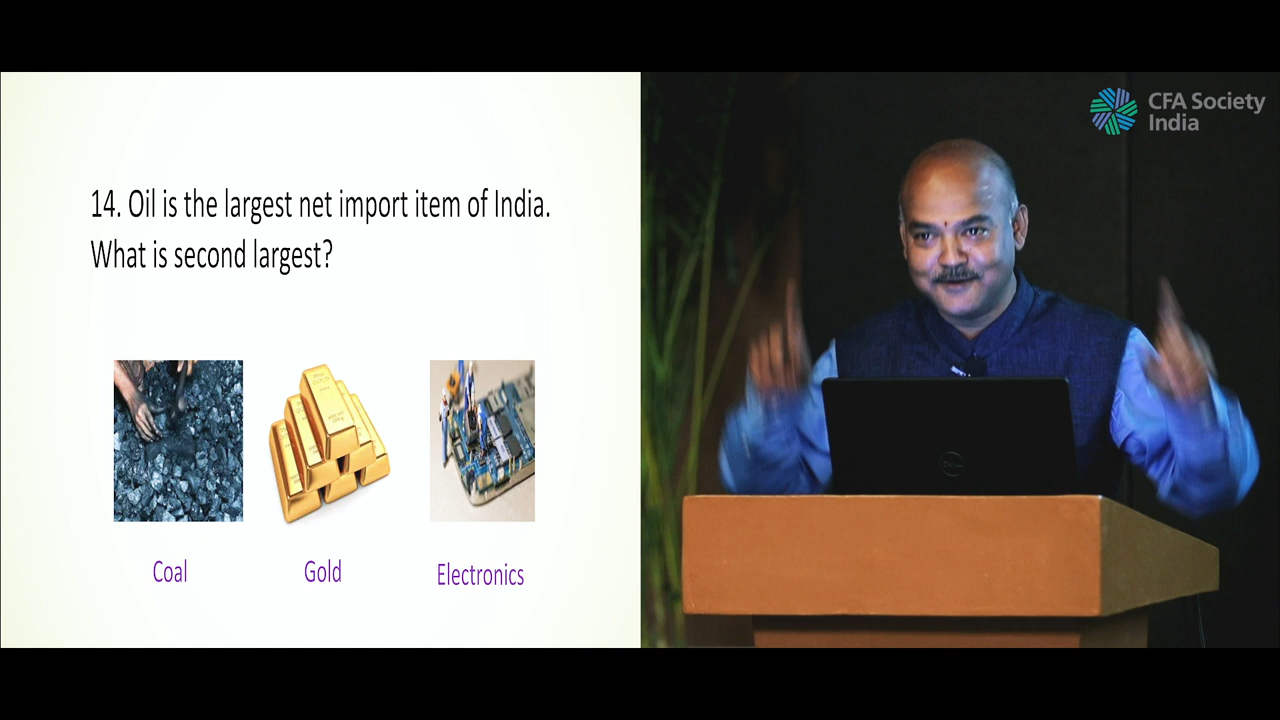 14. Oil is the largest net import item of India.
What is second largest?
Coal
Gold
Electronics
CFA Society
India
DELL